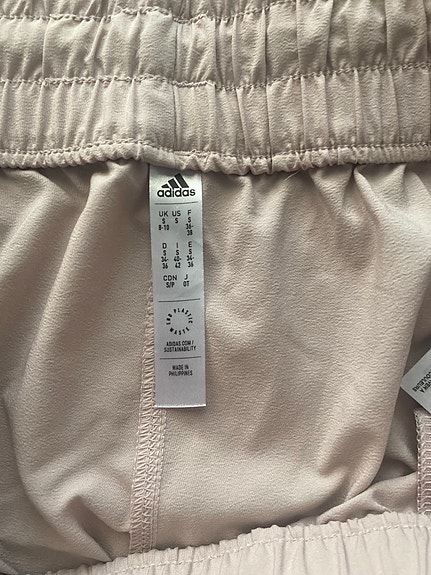 adidas
UK US F
S S S
8-10 36-
38
D I E
S S S
34- 40- 34-
36 42 36
CDN J
S/P OT
END PLASTIC WASTE
ADIDAS.COM/
SUSTAINABILITY
MADE IN
PHILIPPINES